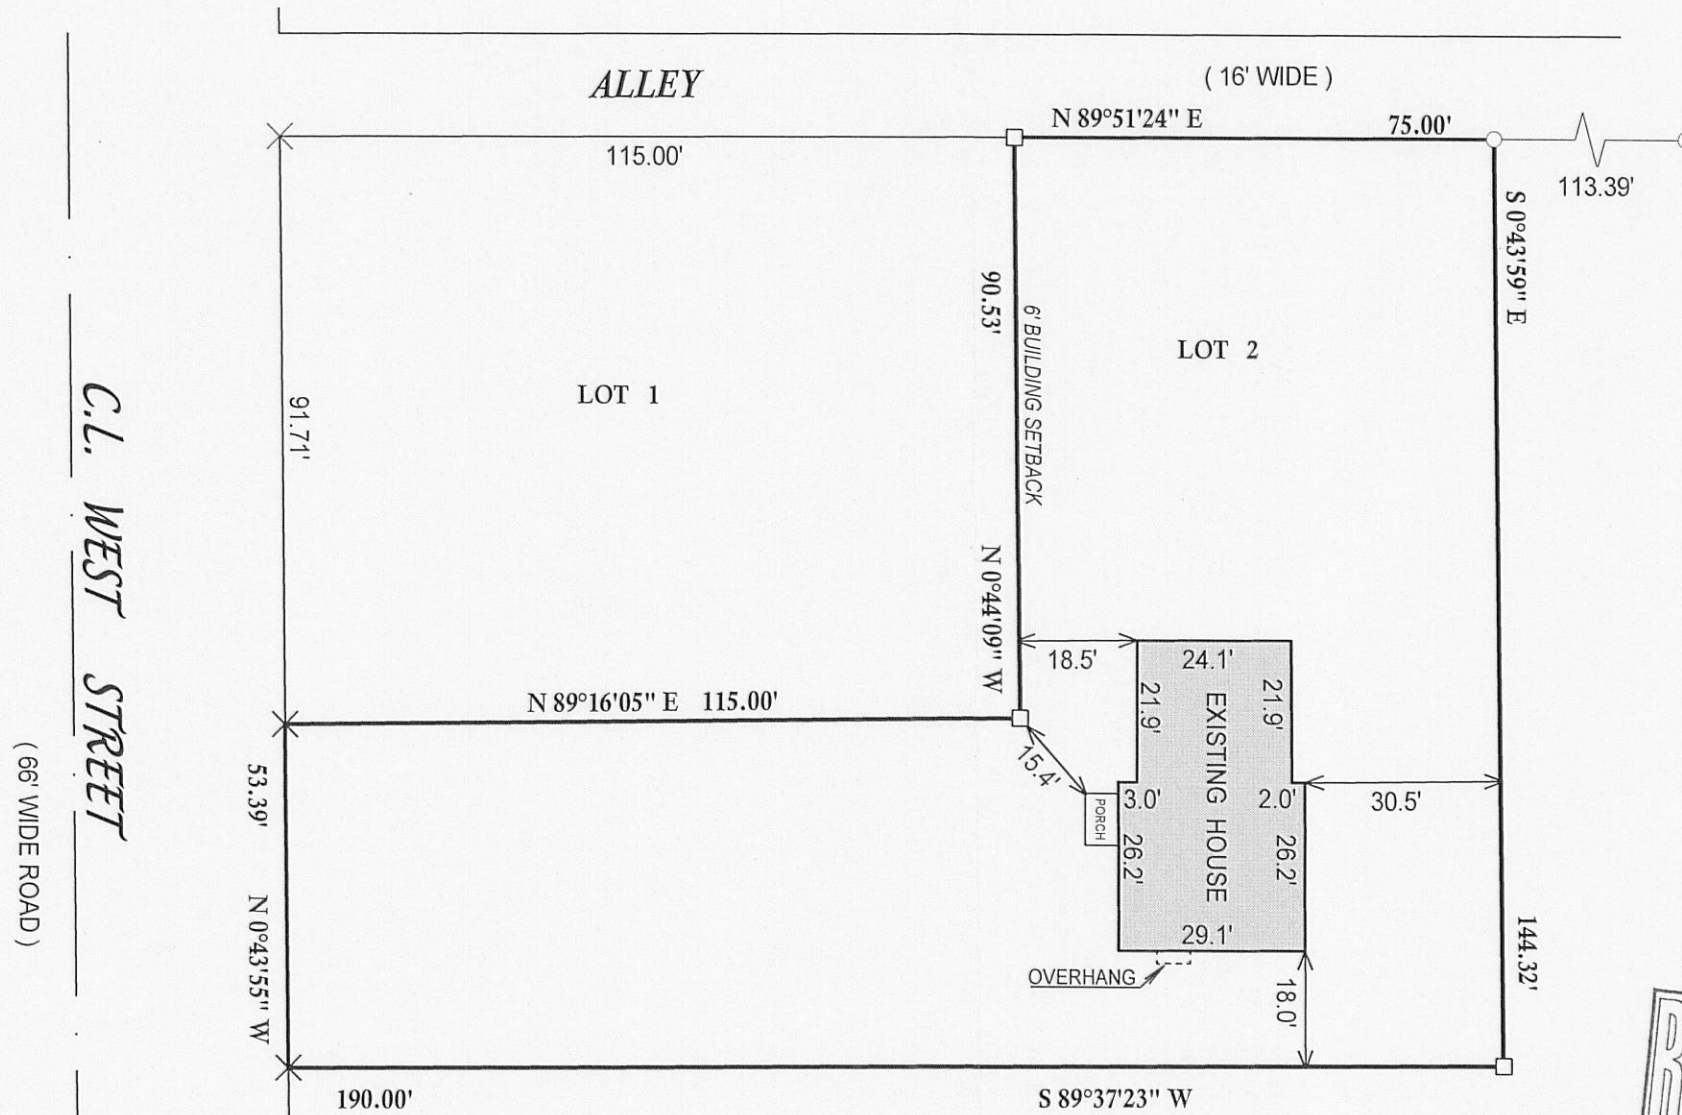 ALLEY
( 16' WIDE )
N 89°51'24" E
75.00'
115.00'
113.39'
S 0°43'59" E
90.53'
6' BUILDING SETBACK
LOT 2
LOT 1
91.71'
C.L. WEST STREET
( 66' WIDE ROAD )
N 0°44'09" W
18.5'
24.1'
21.9'
21.9'
EXISTING HOUSE
N 89°16'05" E 115.00'
15.4'
PORCH
3.0'
2.0'
30.5'
26.2'
26.2'
53.39'
N 0°43'55" W
29.1'
OVERHANG
18.0'
144.32'
190.00'
S 89°37'23" W